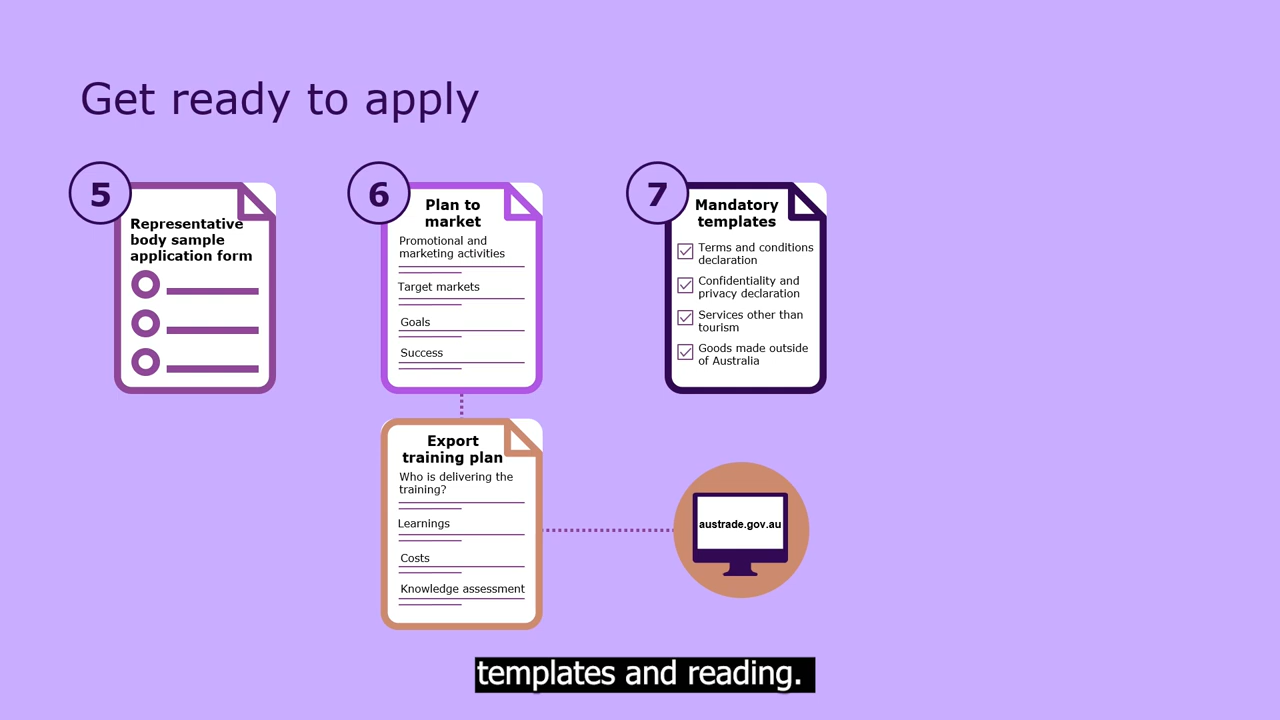 Get ready to apply
5
Representative
body sample
application form
6
Plan to
market
Promotional and
marketing activities
Target markets
Goals
Success
7
Mandatory
templates
Terms and conditions
declaration
Confidentiality and
privacy declaration
Services other than
tourism
Goods made outside
of Australia
Export
training plan
Who is delivering the
training?
Learnings
Costs
Knowledge assessment
austrade.gov.au
templates and reading.